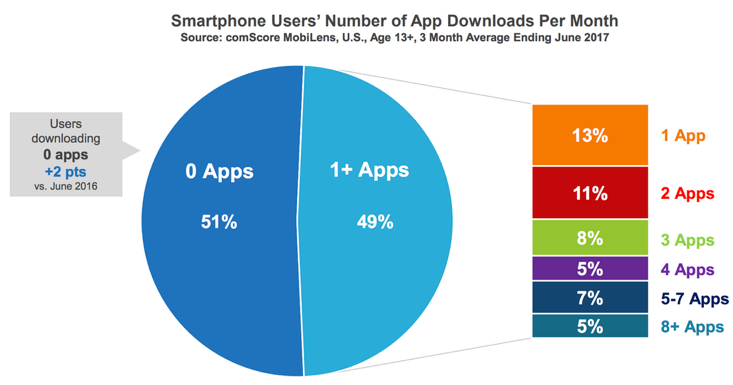 Smartphone Users' Number of App Downloads Per Month
Source: comScore MobiLens, U.S., Age 13+, 3 Month Average Ending June 2017
Users
downloading
0 apps
+2 pts
vs. June 2016
0 Apps
51%
1+ Apps
49%
13% 1 App
11% 2 Apps
8% 3 Apps
5% 4 Apps
7% 5-7 Apps
5% 8+ Apps